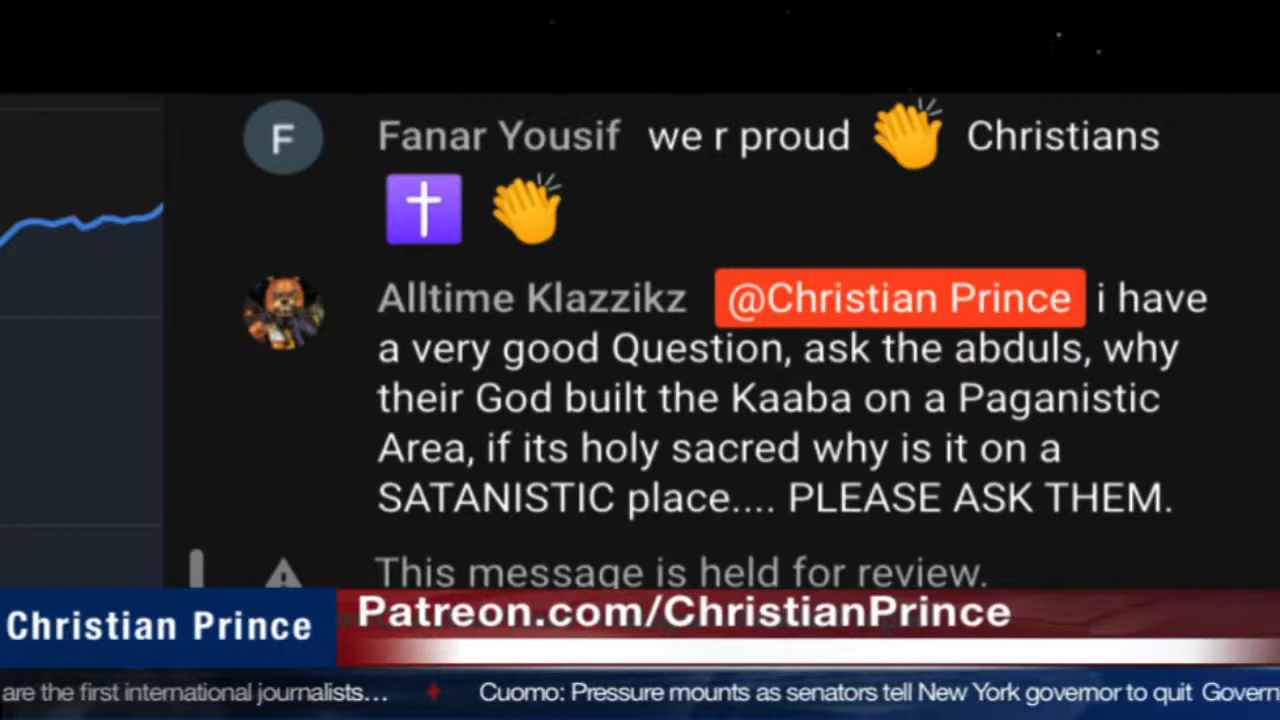 F
Fanar Yousif we r proud 👏 Christians
✝️ 👏
Alltime Klazzikz @Christian Prince i have
a very good Question, ask the abduls, why
their God built the Kaaba on a Paganistic
Area, if its holy sacred why is it on a
SATANISTIC place.... PLEASE ASK THEM.
This message is held for review.
Christian Prince
Patreon.com/ChristianPrince
are the first international journalists... Cuomo: Pressure mounts as senators tell New York governor to quit Govern